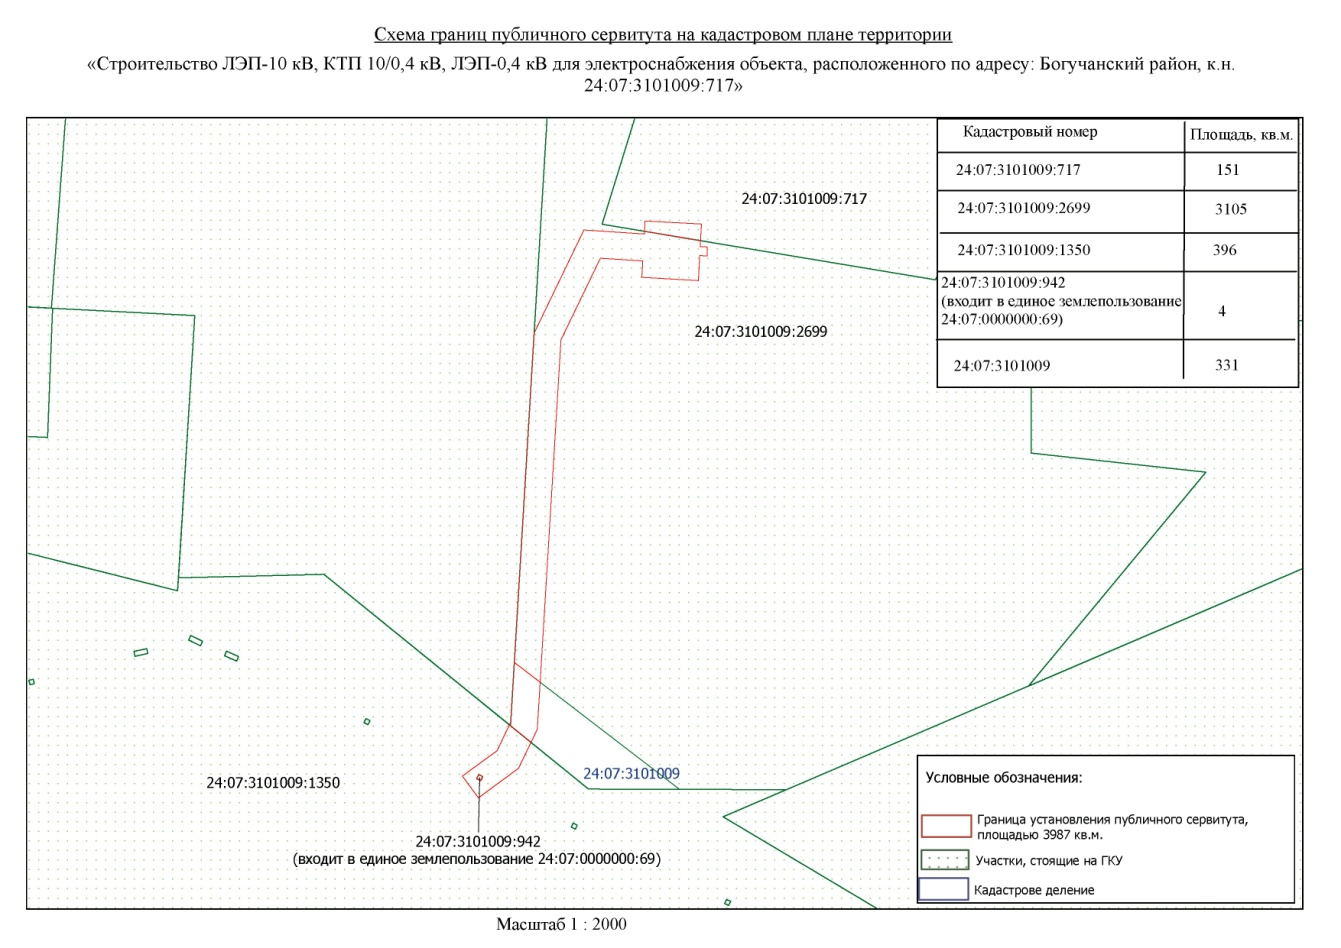 Схема границ публичного сервитута на кадастровом плане территории
«Строительство ЛЭП-10 кВ, КТП 10/0,4 кВ, ЛЭП-0,4 кВ для электроснабжения объекта, расположенного по адресу: Богучанский район, к.н.
24:07:3101009:717»
Кадастровый номер Площадь, кв.м.
24:07:3101009:717 151
24:07:3101009:2699 3105
24:07:3101009:1350 396
24:07:3101009:942
(входит в единое землепользование
24:07:0000000:69) 4
24:07:3101009 331
24:07:3101009:717
24:07:3101009:2699
24:07:3101009
24:07:3101009:1350
24:07:3101009:942
(входит в единое землепользование 24:07:0000000:69)
Условные обозначения:
Граница установления публичного сервитута,
площадью 3987 кв.м.
Участки, стоящие на ГКУ
Кадастрове деление
Масштаб 1 : 2000